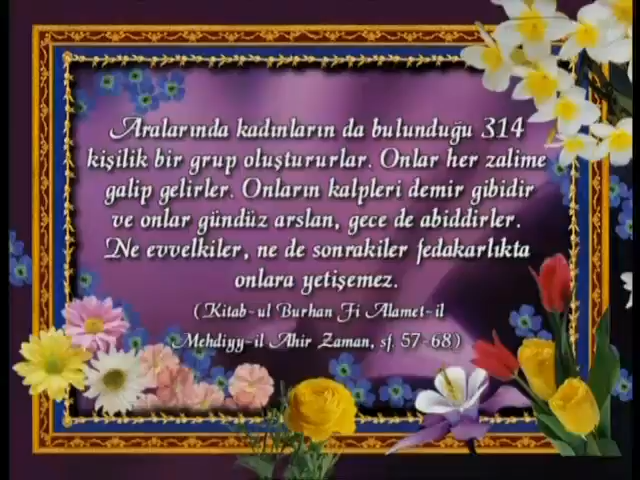 Aralarında kadınların da bulunduğu 314
kişilik bir grup oluştururlar. Onlar her zalime
galip gelirler. Onların kalpleri demir gibidir
ve onlar gündüz arslan, gece de abiddirler.
Ne evvelkiler, ne de sonrakiler fedakarlıkta
onlara yetişemez.
(Kitab-ul Burhan Fi Alamet-il
Mehdiyy-il Ahir Zaman, sf. 57-68)